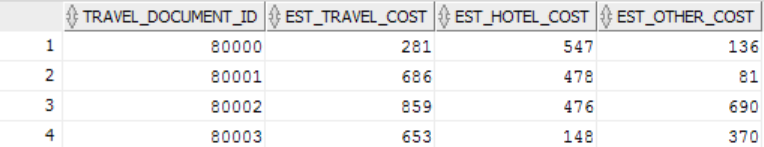 TRAVEL_DOCUMENT_ID EST_TRAVEL_COST EST_HOTEL_COST EST_OTHER_COST
1 80000 281 547 136
2 80001 686 478 81
3 80002 859 476 690
4 80003 653 148 370